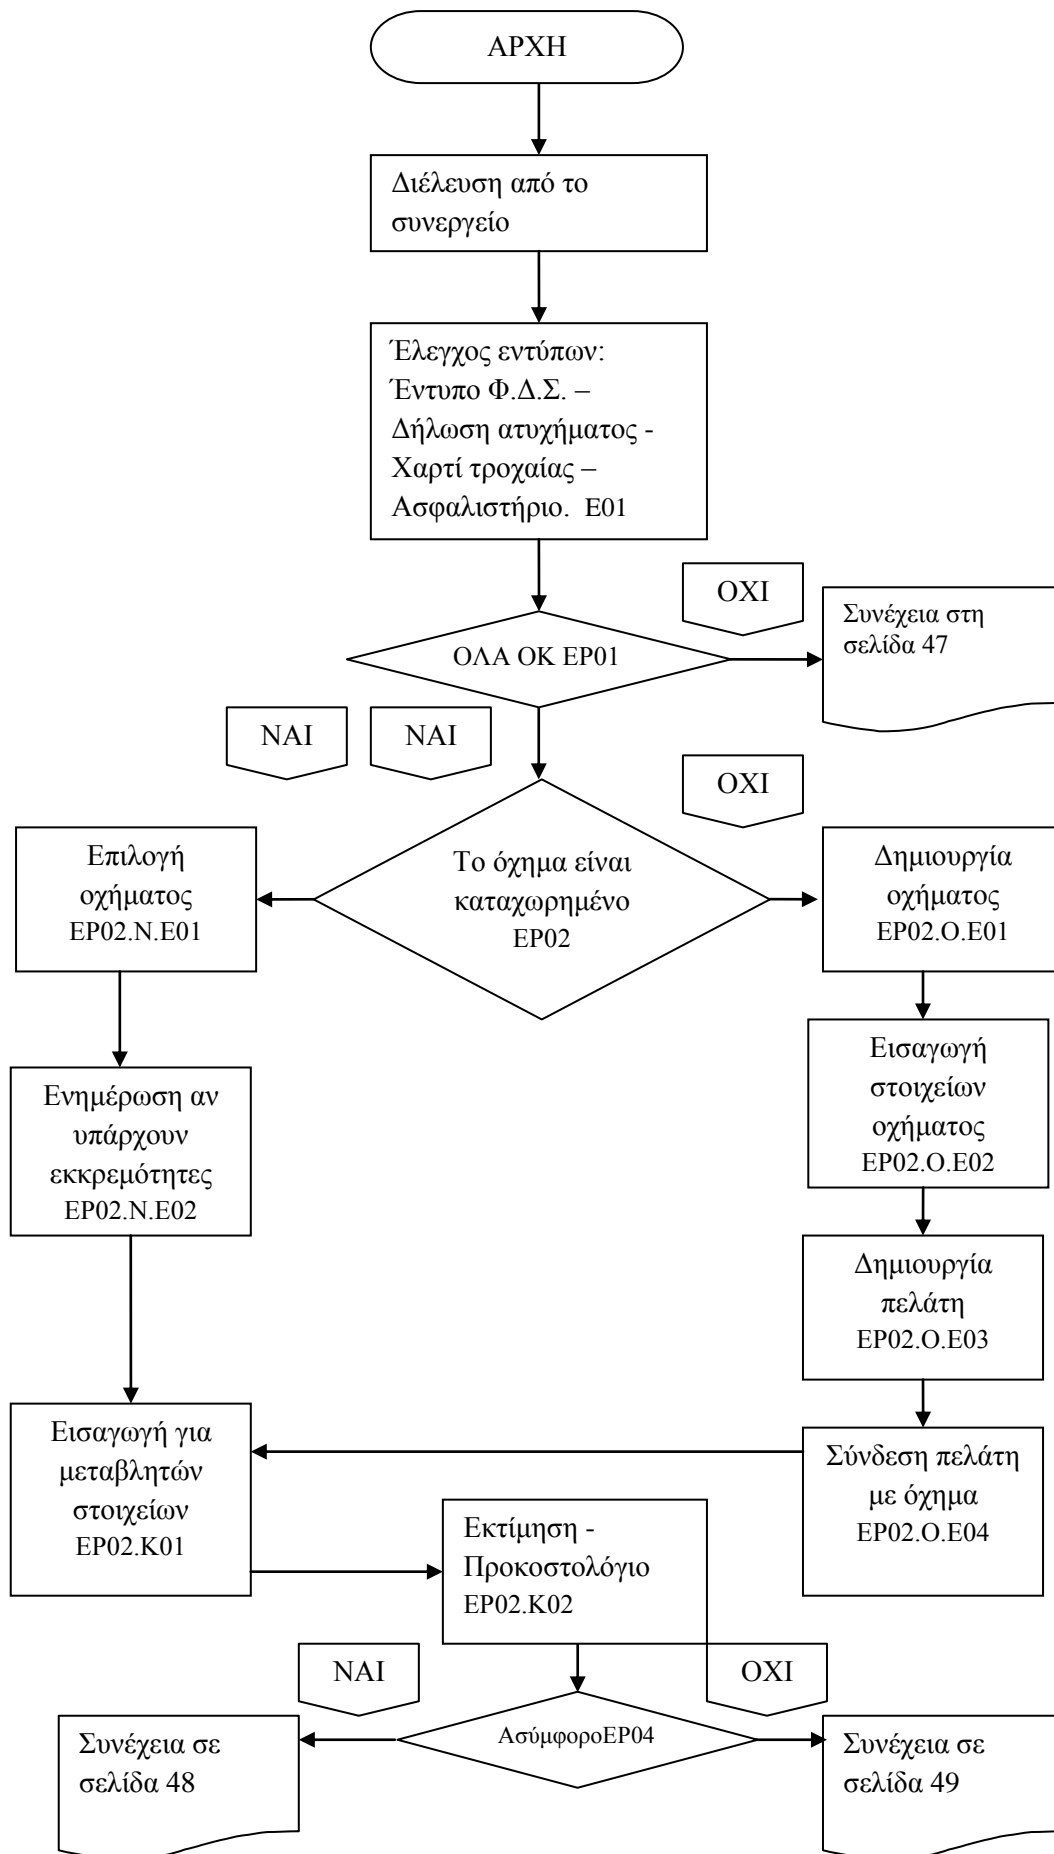 ΑΡΧΗ
Διέλευση από το
συνεργείο
Έλεγχος εντύπων:
Έντυπο Φ.Δ.Σ. –
Δήλωση ατυχήματος -
Χαρτί τροχαίας –
Ασφαλιστήριο. Ε01
ΟΧΙ
Συνέχεια στη
σελίδα 47
ΟΛΑ ΟΚ ΕΡ01
ΝΑΙ
ΝΑΙ
ΟΧΙ
Επιλογή
οχήματος
ΕΡ02.Ν.Ε01
Το όχημα είναι
καταχωρημένο
ΕΡ02
Δημιουργία
οχήματος
ΕΡ02.Ο.Ε01
Ενημέρωση αν
υπάρχουν
εκκρεμότητες
ΕΡ02.Ν.Ε02
Εισαγωγή
στοιχείων
οχήματος
ΕΡ02.Ο.Ε02
Δημιουργία
πελάτη
ΕΡ02.Ο.Ε03
Εισαγωγή για
μεταβλητών
στοιχείων
ΕΡ02.Κ01
Σύνδεση πελάτη
με όχημα
ΕΡ02.Ο.Ε04
Εκτίμηση -
Προκοστολόγιο
ΕΡ02.Κ02
ΝΑΙ
ΟΧΙ
ΑσύμφοροΕΡ04
Συνέχεια σε
σελίδα 48
Συνέχεια σε
σελίδα 49